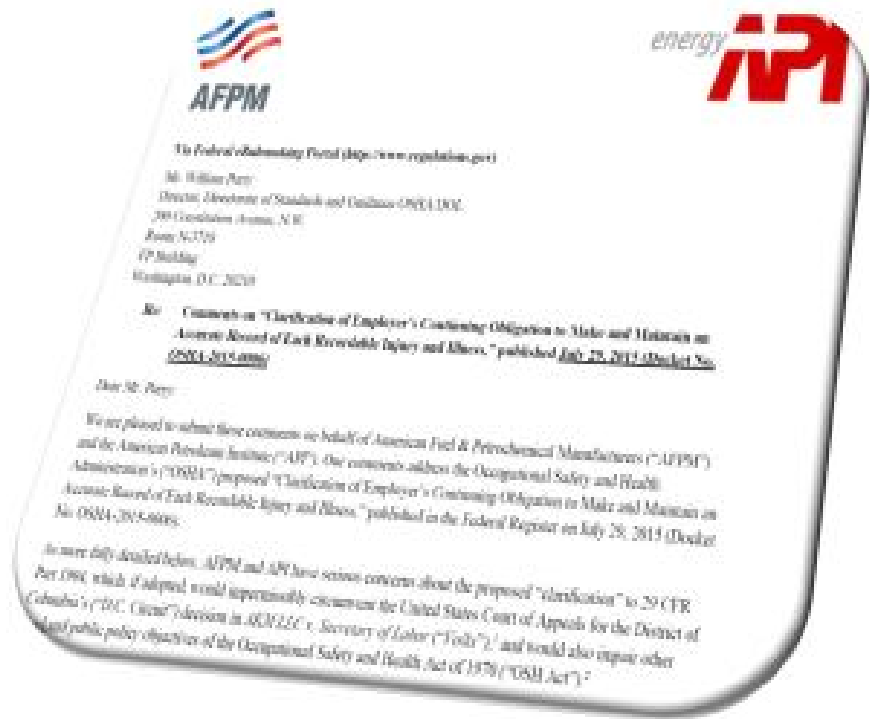 AFPM
energy API
Via Federal eRulemaking Portal (http://www.regulations.gov)
Mr. William Perry
Director, Directorate of Standards and Guidance OSHA DOL
200 Constitution Avenue, N.W.
Room N-3718
FP Building
Washington, D.C. 20210
Re: Comments on "Clarification of Employer's Continuing Obligation to Make and Maintain an
Accurate Record of Each Recordable Injury and Illness," published July 29, 2015 (Docket No.
OSHA-2015-0006)
Dear Mr. Perry
We are pleased to submit these comments on behalf of American Fuel & Petrochemical Manufacturers ("AFPM")
and the American Petroleum Institute ("API"). Our comments address the Occupational Safety and Health
Administration's ("OSHA") proposed "Clarification of Employer's Continuing Obligation to Make and Maintain an
Accurate Record of Each Recordable Injury and Illness," published in the Federal Register on July 29, 2015 (Docket
No. OSHA-2015-0006).
As more fully detailed below, AFPM and API have serious concerns about the proposed "clarification" to 29 CFR
Part 1904, which, if adopted, would impermissibly circumvent the United States Court of Appeals for the District of
Columbia's ("D.C. Circuit") decision in AKM LLC v. Secretary of Labor ("Volks"),1 and would also impair other
and public policy objectives of the Occupational Safety and Health Act of 1970 ("OSH Act").2